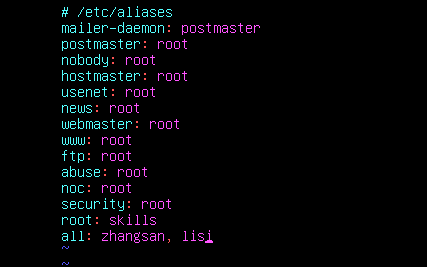 # /etc/aliases
mailer-daemon: postmaster
postmaster: root
nobody: root
hostmaster: root
usenet: root
news: root
webmaster: root
www: root
ftp: root
abuse: root
noc: root
security: root
root: skills
all: zhangsan, lisi
~
~